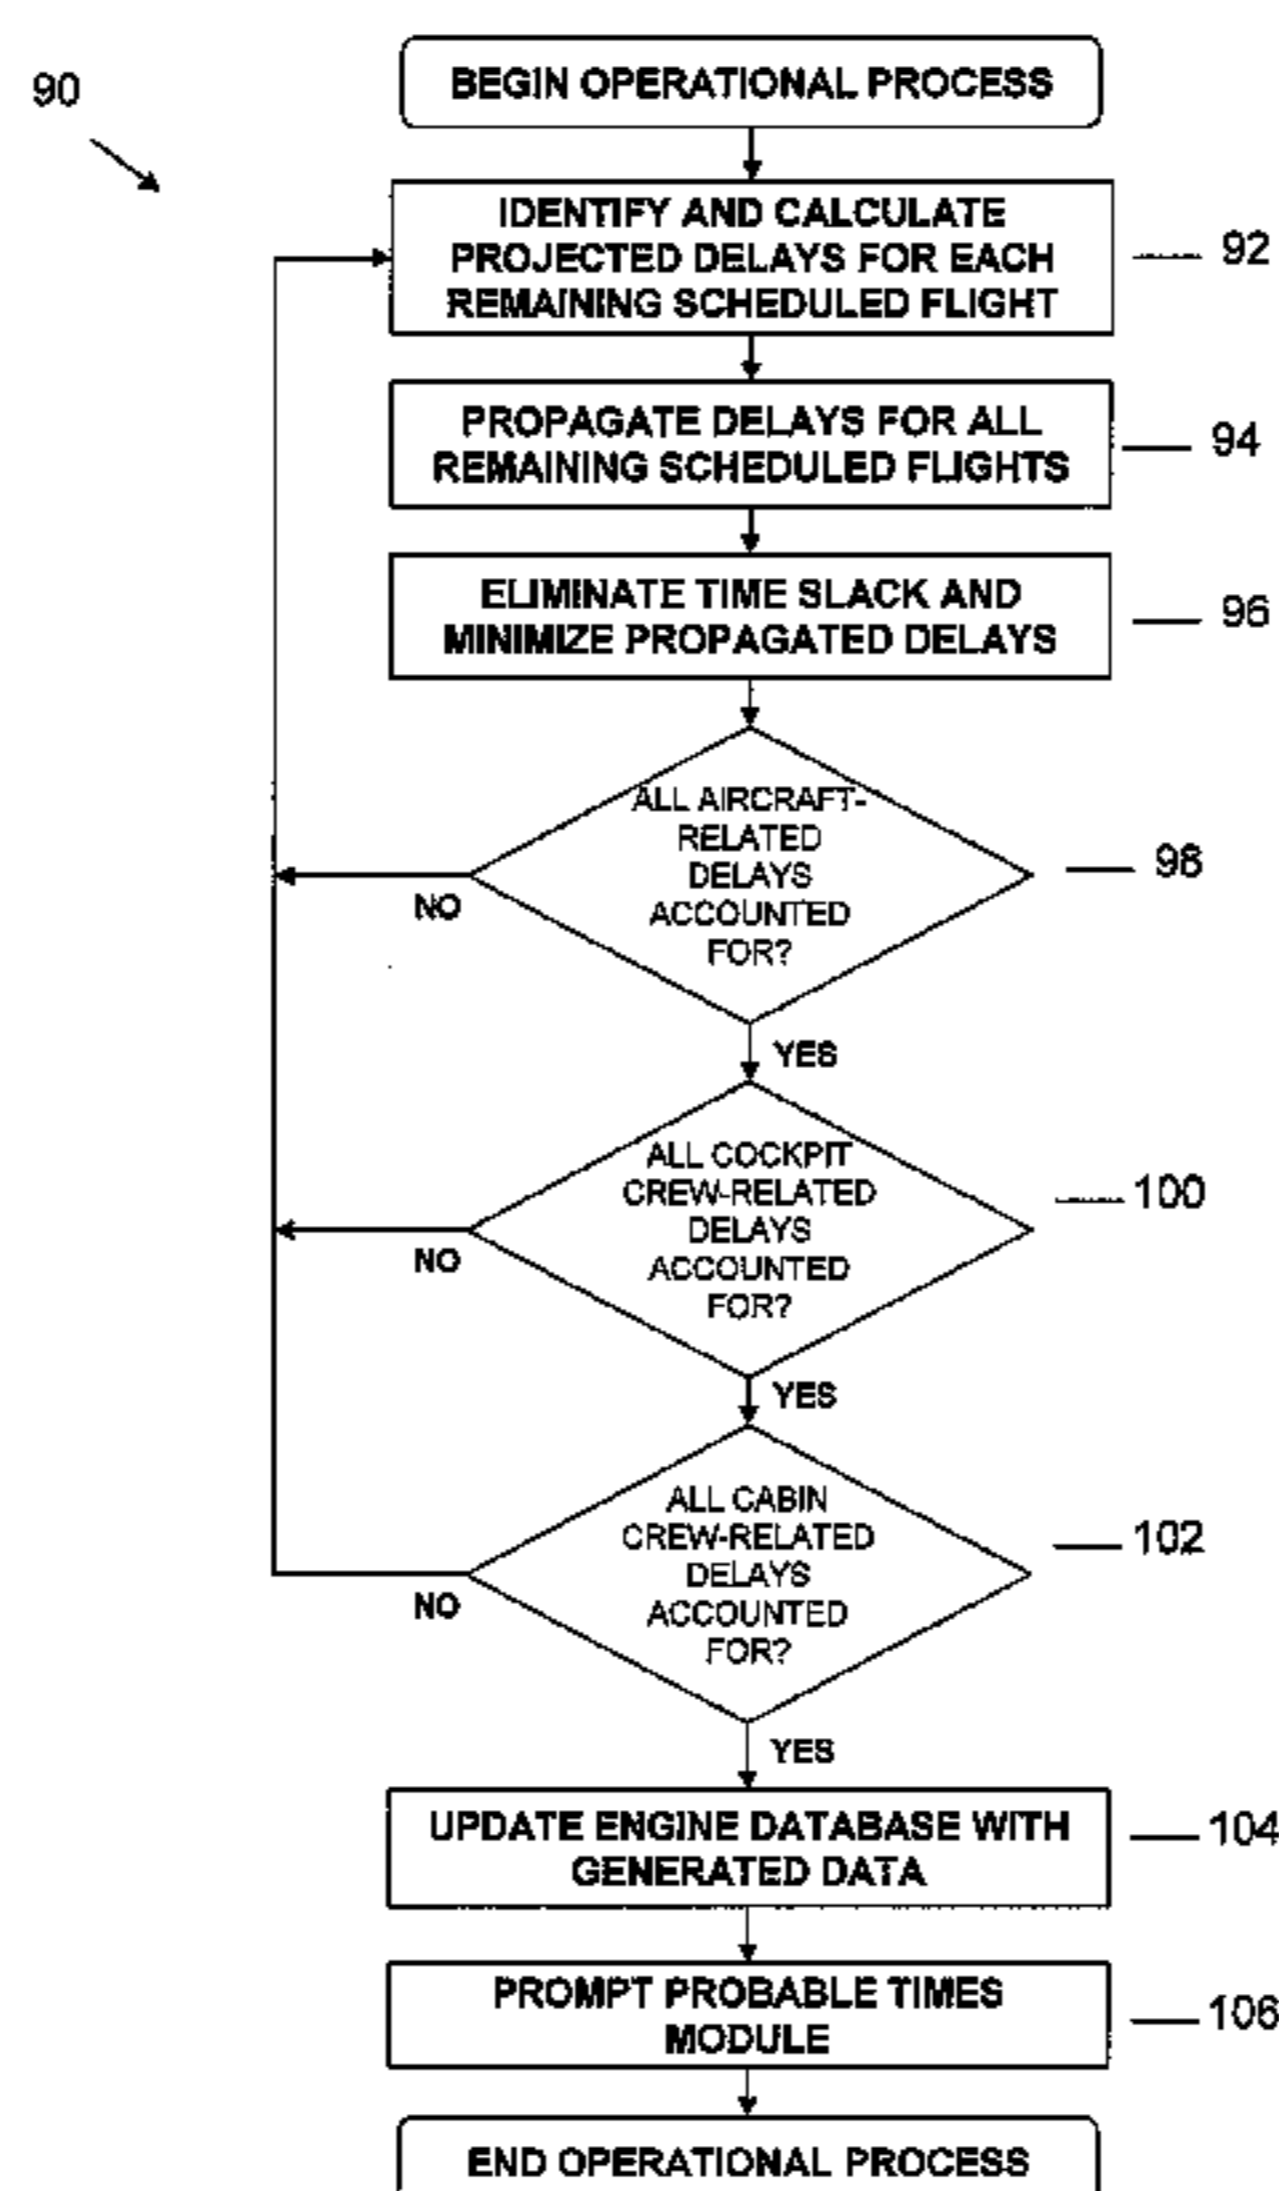 90
BEGIN OPERATIONAL PROCESS
IDENTIFY AND CALCULATE
PROJECTED DELAYS FOR EACH
REMAINING SCHEDULED FLIGHT
92
PROPAGATE DELAYS FOR ALL
REMAINING SCHEDULED FLIGHTS
94
ELIMINATE TIME SLACK AND
MINIMIZE PROPAGATED DELAYS
96
ALL AIRCRAFT-
RELATED
DELAYS
ACCOUNTED
FOR?
98
NO
YES
ALL COCKPIT
CREW-RELATED
DELAYS
ACCOUNTED
FOR?
100
NO
YES
ALL CABIN
CREW-RELATED
DELAYS
ACCOUNTED
FOR?
102
NO
YES
UPDATE ENGINE DATABASE WITH
GENERATED DATA
104
PROMPT PROBABLE TIMES
MODULE
106
END OPERATIONAL PROCESS